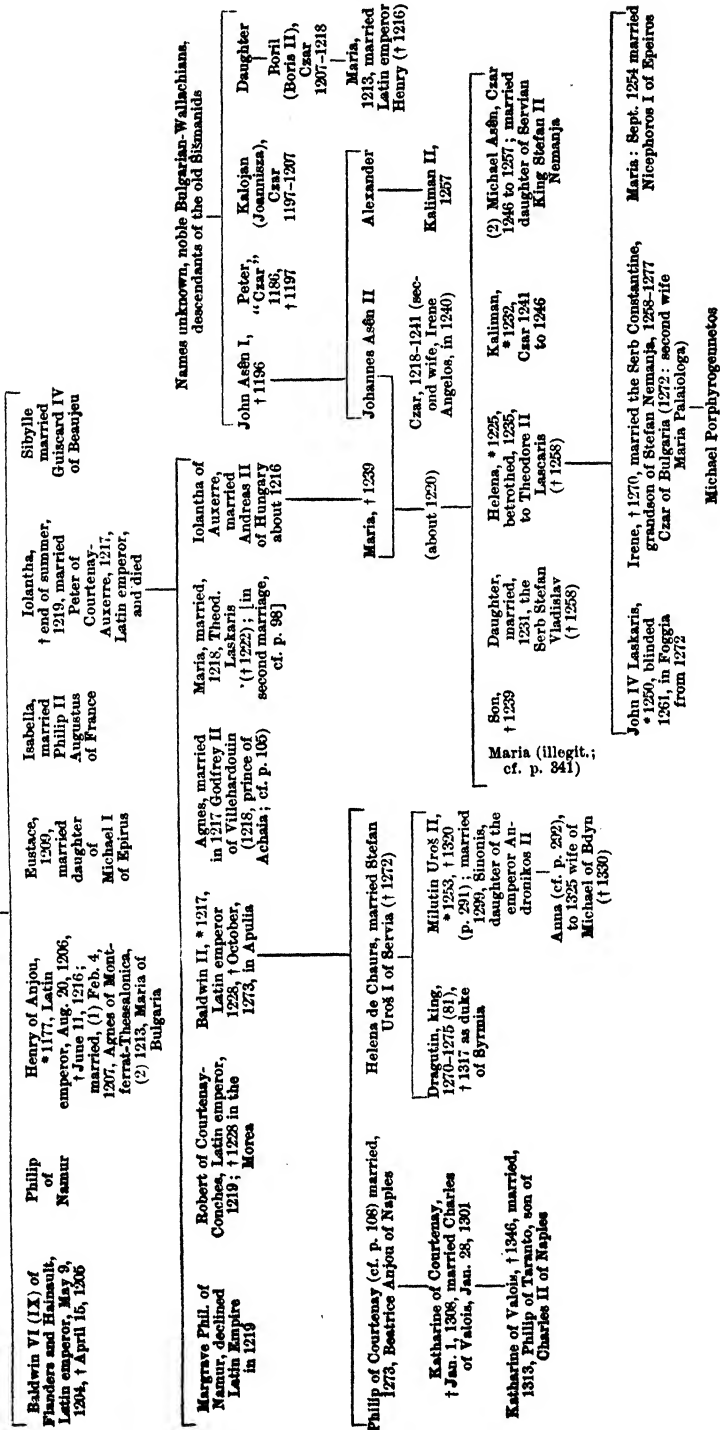 Baldwin VI (IX) of
Flanders and Hainault,
Latin emperor, May 9,
1204, † April 15, 1205
Philip
of
Namur
Henry of Anjou,
*1177, Latin
emperor, Aug. 20, 1206,
† June 11, 1216;
married, (1) Feb. 4,
1207, Agnes of Mont-
ferrat-Thessalonica,
(2) 1213, Maria of
Bulgaria
Eustace,
1209,
married
daughter
of
Michael I
of Epirus
Isabella,
married
Philip II
Augustus
of France
Iolantha,
† end of summer,
1219, married
Peter of
Courtenay-
Auxerre, 1217,
Latin emperor,
and died
Sibylle
married
Guiscard IV
of Beaujeu
Names unknown, noble Bulgarian-Wallachians,
descendants of the old Šišmanids
Margrave Phil. of
Namur, declined
Latin Empire
in 1219
Robert of Courtenay-
Conches, Latin emperor,
1219; † 1228 in the
Morea
Baldwin II, *1217,
Latin emperor
1228, † October,
1273, in Apulia
Agnes, married
in 1217 Godfrey II
of Villehardouin
(1218, prince of
Achaia; cf. p. 105)
Maria, married,
1218, Theod.
Laskaris
(† 1222); [in
second marriage,
cf. p. 98]
Iolantha of
Auxerre,
married
Andreas II
of Hungary
about 1216
John Asên I,
† 1196
Peter,
"Czar,"
1186,
† 1197
Kalojan
(Joannisza),
Czar
1197-1207
Daughter
Boril
(Boris II),
Czar
1207-1218
Maria,
1213, married
Latin emperor
Henry († 1216)
Maria, † 1239
Johannes Asên II
Alexander
(about 1220)
Czar, 1218-1241 (sec-
ond wife, Irene
Angelos, in 1240)
Kaliman II,
1257
Philip of Courtenay (cf. p. 106) married,
1273, Beatrice Anjou of Naples
Helena de Chaurs, married Stefan
Uroš I of Servia († 1272)
Maria (illegit.;
cf. p. 341)
Son,
† 1239
Daughter,
married,
1231, the
Serb Stefan
Vladislav
(† 1258)
Helena, *1225,
betrothed, 1235,
to Theodore II
Lascaris
(† 1258)
Kaliman,
*1232,
Czar 1241
to 1246
(2) Michael Asên, Czar
1246 to 1257; married
daughter of Servian
King Stefan II
Nemanja
Katharine of Courtenay,
† Jan. 1, 1308, married Charles
of Valois, Jan. 28, 1301
Dragutin, king,
1270-1275 (81),
† 1317 as duke
of Syrmia
Milutin Uroš II,
*1253, † 1320
(p. 291); married
1299, Simonis,
daughter of the
emperor An-
dronikos II
John IV Laskaris,
*1250, blinded
1261, in Foggia
from 1272
Irene, † 1270, married the Serb Constantine,
grandson of Stefan Nemanja, 1258-1277
Czar of Bulgaria (1272: second wife
Maria Palaiologa)
Maria: Sept. 1254 married
Nicephoros I of Epeiros
Katharine of Valois, † 1346, married,
1313, Philip of Taranto, son of
Charles II of Naples
Anna (cf. p. 292),
to 1325 wife of
Michael of Bdyn
(† 1330)
Michael Porphyrogennetos